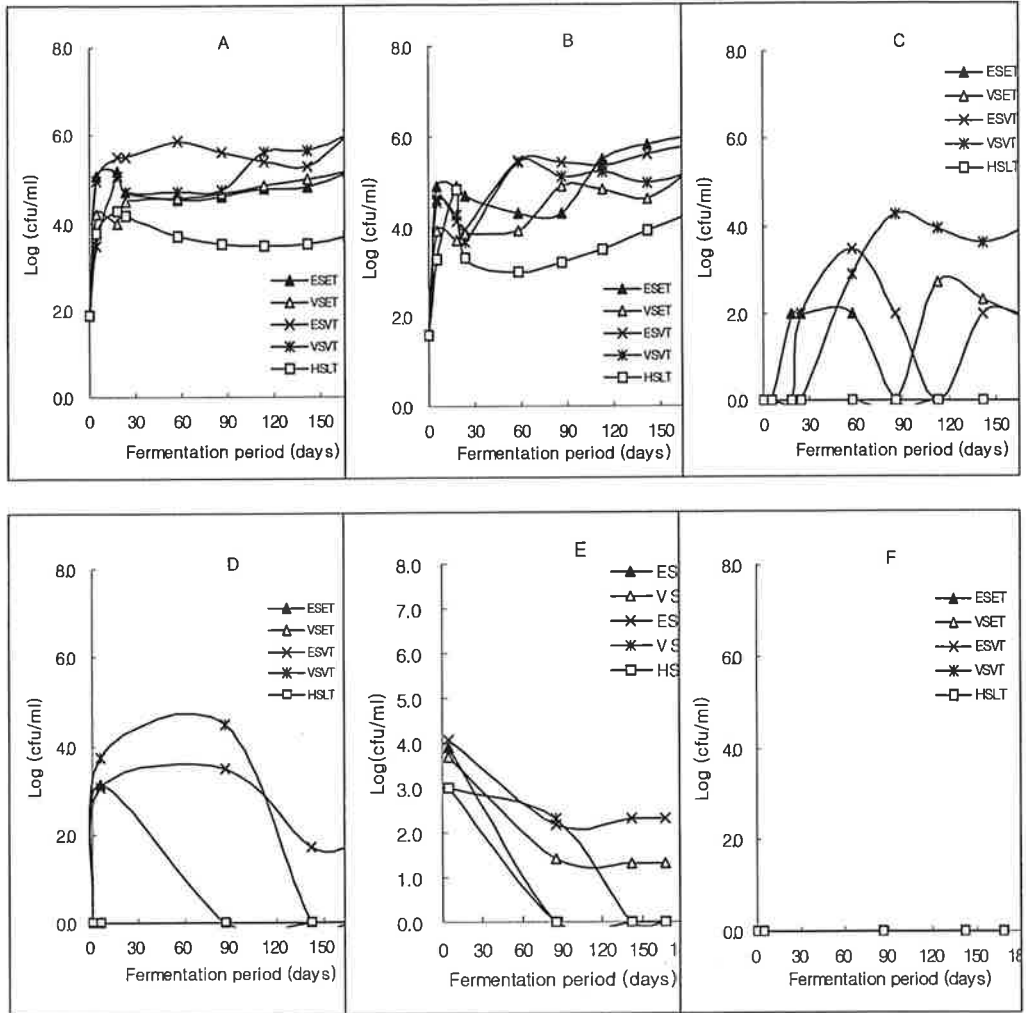 A
8.0
6.0
4.0
2.0
0.0
Log (cfu/ml)
ESET
VSET
ESVT
VSVT
HSLT
0 30 60 90 120 150
Fermentation period (days)
B
8.0
6.0
4.0
2.0
0.0
Log (cfu/ml)
ESET
VSET
ESVT
VSVT
HSLT
0 30 60 90 120 150
Fermentation period (days)
C
8.0
6.0
4.0
2.0
0.0
Log (cfu/ml)
ESET
VSET
ESVT
VSVT
HSLT
0 30 60 90 120 150
Fermentation period (days)
D
8.0
6.0
4.0
2.0
0.0
Log (cfu/ml)
ESET
VSET
ESVT
VSVT
HSLT
0 30 60 90 120 150
Fermentation period (days)
E
8.0
7.0
6.0
5.0
4.0
3.0
2.0
1.0
0.0
Log(cfu/ml)
ES
VS
ES
VS
HS
0 30 60 90 120 150 1
Fermentation period (days)
F
8.0
6.0
4.0
2.0
0.0
Log (cfu/ml)
ESET
VSET
ESVT
VSVT
HSLT
0 30 60 90 120 150 18
Fermentation period (days)